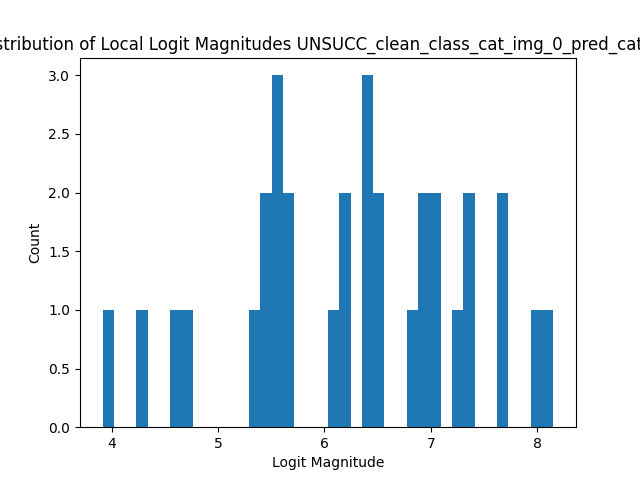 stribution of Local Logit Magnitudes UNSUCC_clean_class_cat_img_0_pred_cat
3.0
2.5
2.0
1.5
1.0
0.5
0.0
Count
4 5 6 7 8
Logit Magnitude